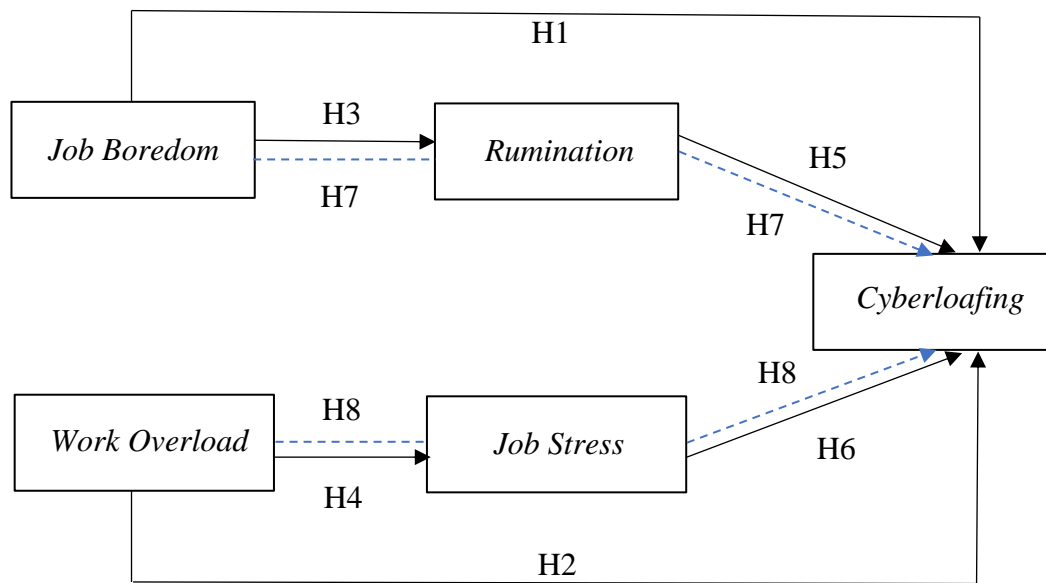 H1
H3
Job Boredom
Rumination
H5
H7
H7
Cyberloafing
H8
H8
Work Overload
Job Stress
H6
H4
H2